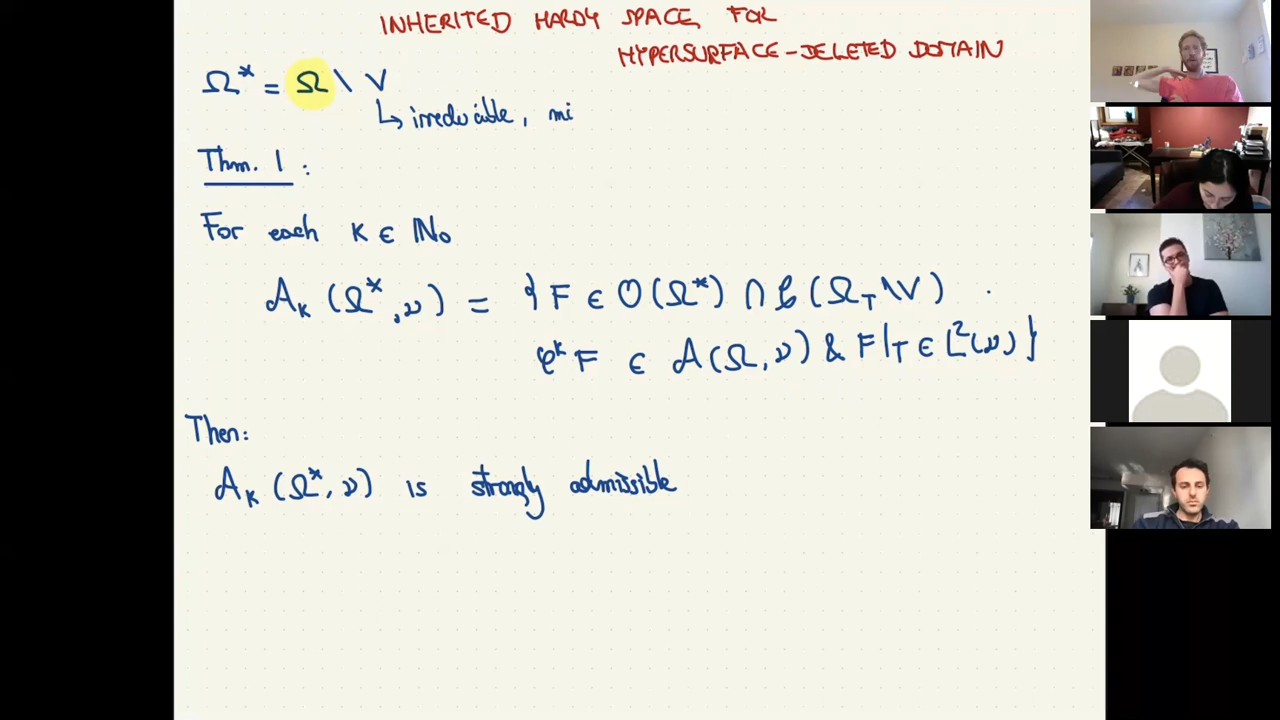 INHERITED HARDY SPACE FOR
HYPERSURFACE-DELETED DOMAIN
Ω* = Ω \ V
↳ irreducible, mi
Thm. 1 :
For each K ∈ ℕ₀
A_K (Ω*, ν) = { F ∈ O(Ω*) ∩ C(Ω_T \ V) .
φ^k F ∈ A(Ω, ν) & F|_T ∈ L²(ν) }
Then:
A_K (Ω*, ν) is strongly admissible